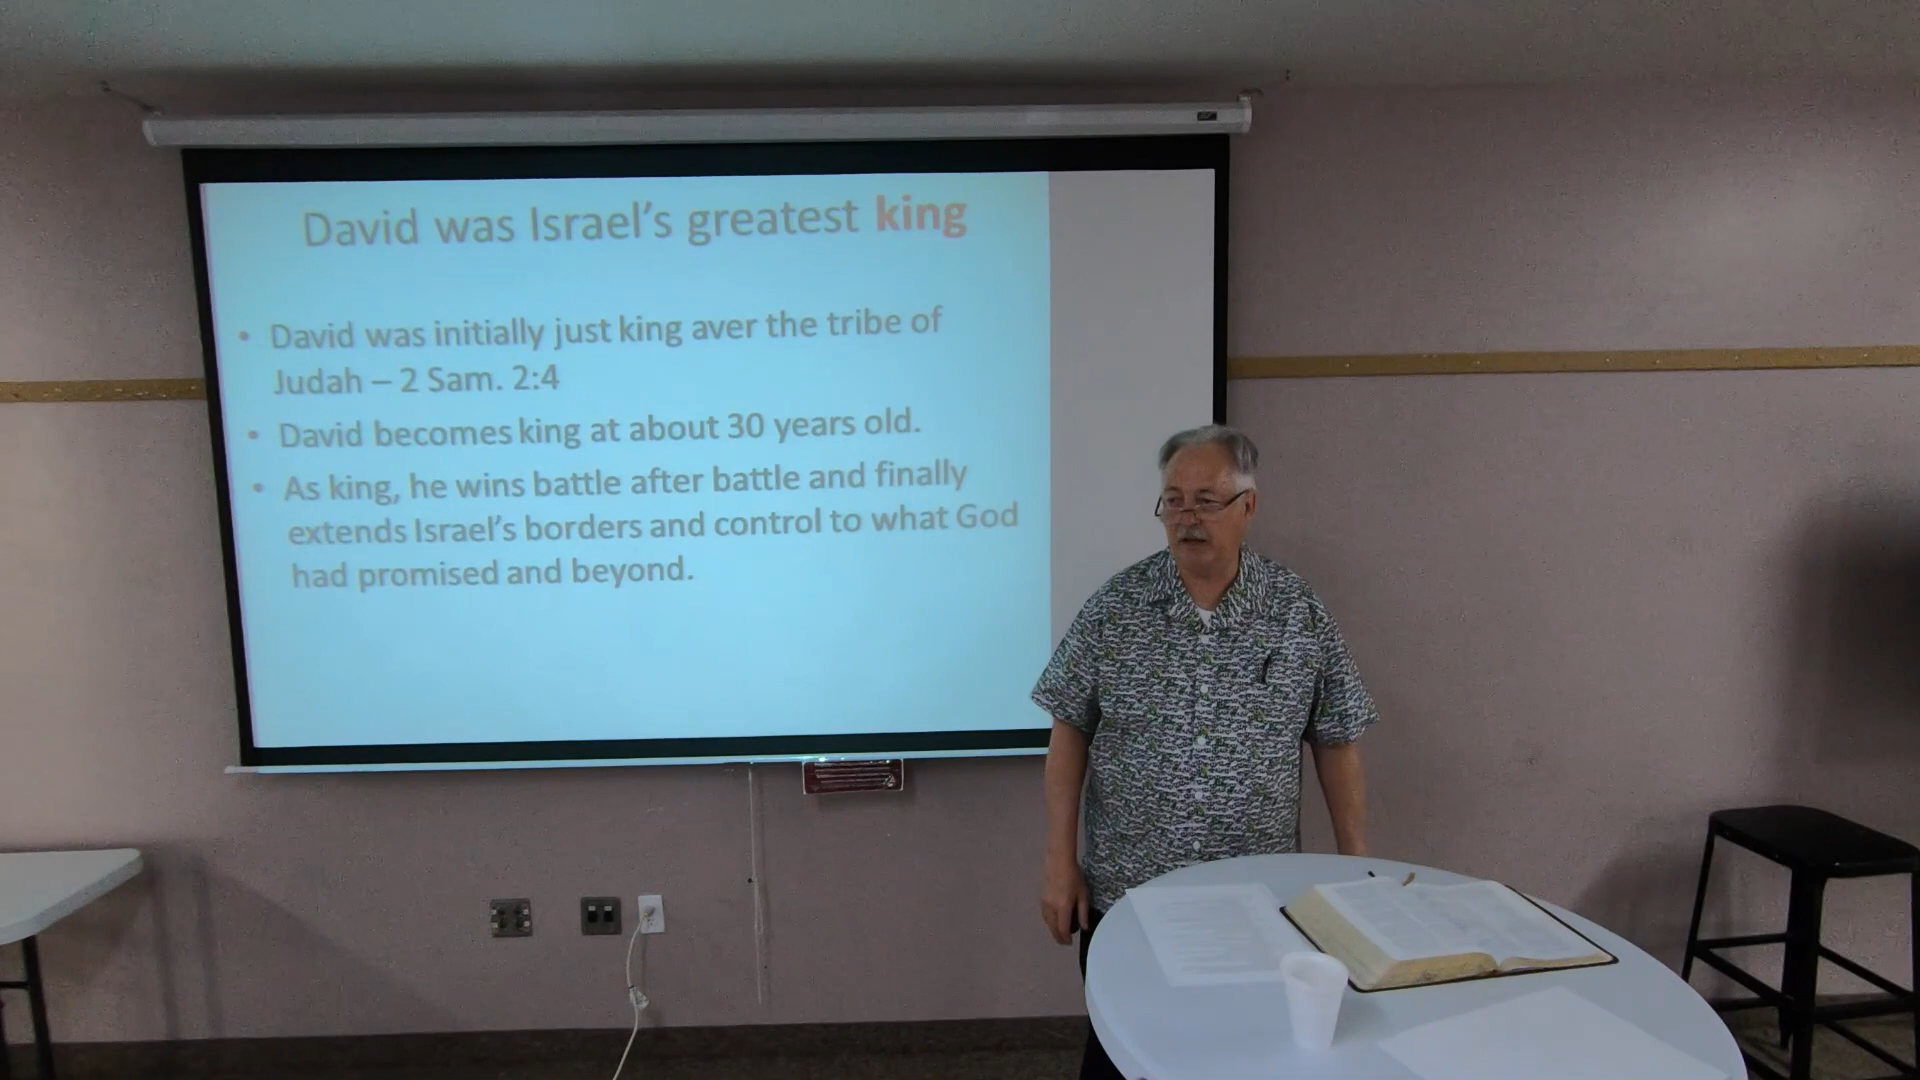 David was Israel's greatest king
• David was initially just king aver the tribe of
Judah – 2 Sam. 2:4
• David becomes king at about 30 years old.
• As king, he wins battle after battle and finally
extends Israel's borders and control to what God
had promised and beyond.